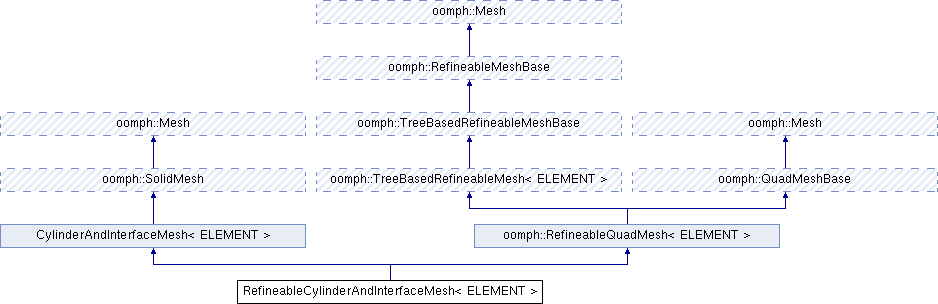 oomph::Mesh
oomph::RefineableMeshBase
oomph::Mesh
oomph::TreeBasedRefineableMeshBase
oomph::Mesh
oomph::SolidMesh
oomph::TreeBasedRefineableMesh< ELEMENT >
oomph::QuadMeshBase
CylinderAndInterfaceMesh< ELEMENT >
oomph::RefineableQuadMesh< ELEMENT >
RefineableCylinderAndInterfaceMesh< ELEMENT >